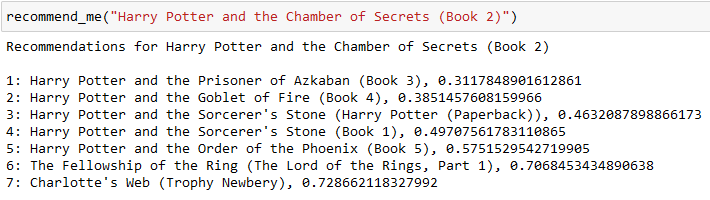 recommend_me("Harry Potter and the Chamber of Secrets (Book 2)")
Recommendations for Harry Potter and the Chamber of Secrets (Book 2)
1: Harry Potter and the Prisoner of Azkaban (Book 3), 0.3117848901612861
2: Harry Potter and the Goblet of Fire (Book 4), 0.3851457608159966
3: Harry Potter and the Sorcerer's Stone (Harry Potter (Paperback)), 0.4632087898866173
4: Harry Potter and the Sorcerer's Stone (Book 1), 0.49707561783110865
5: Harry Potter and the Order of the Phoenix (Book 5), 0.5751529542719905
6: The Fellowship of the Ring (The Lord of the Rings, Part 1), 0.7068453434890638
7: Charlotte's Web (Trophy Newbery), 0.728662118327992